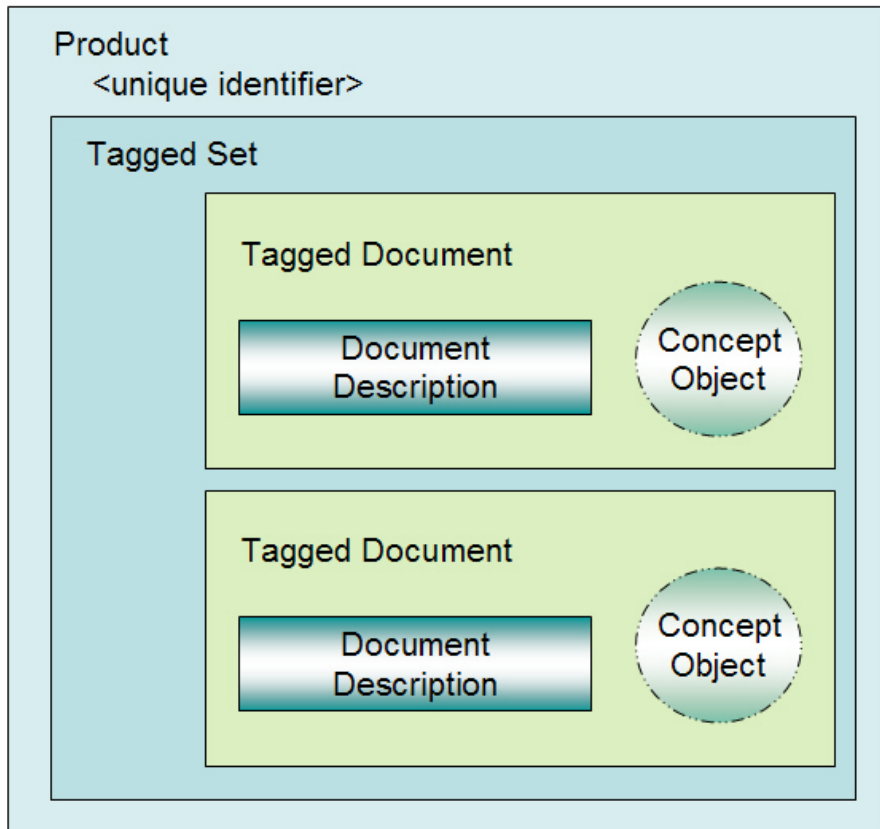 Product
<unique identifier>
Tagged Set
Tagged Document
Document
Description
Concept
Object
Tagged Document
Document
Description
Concept
Object